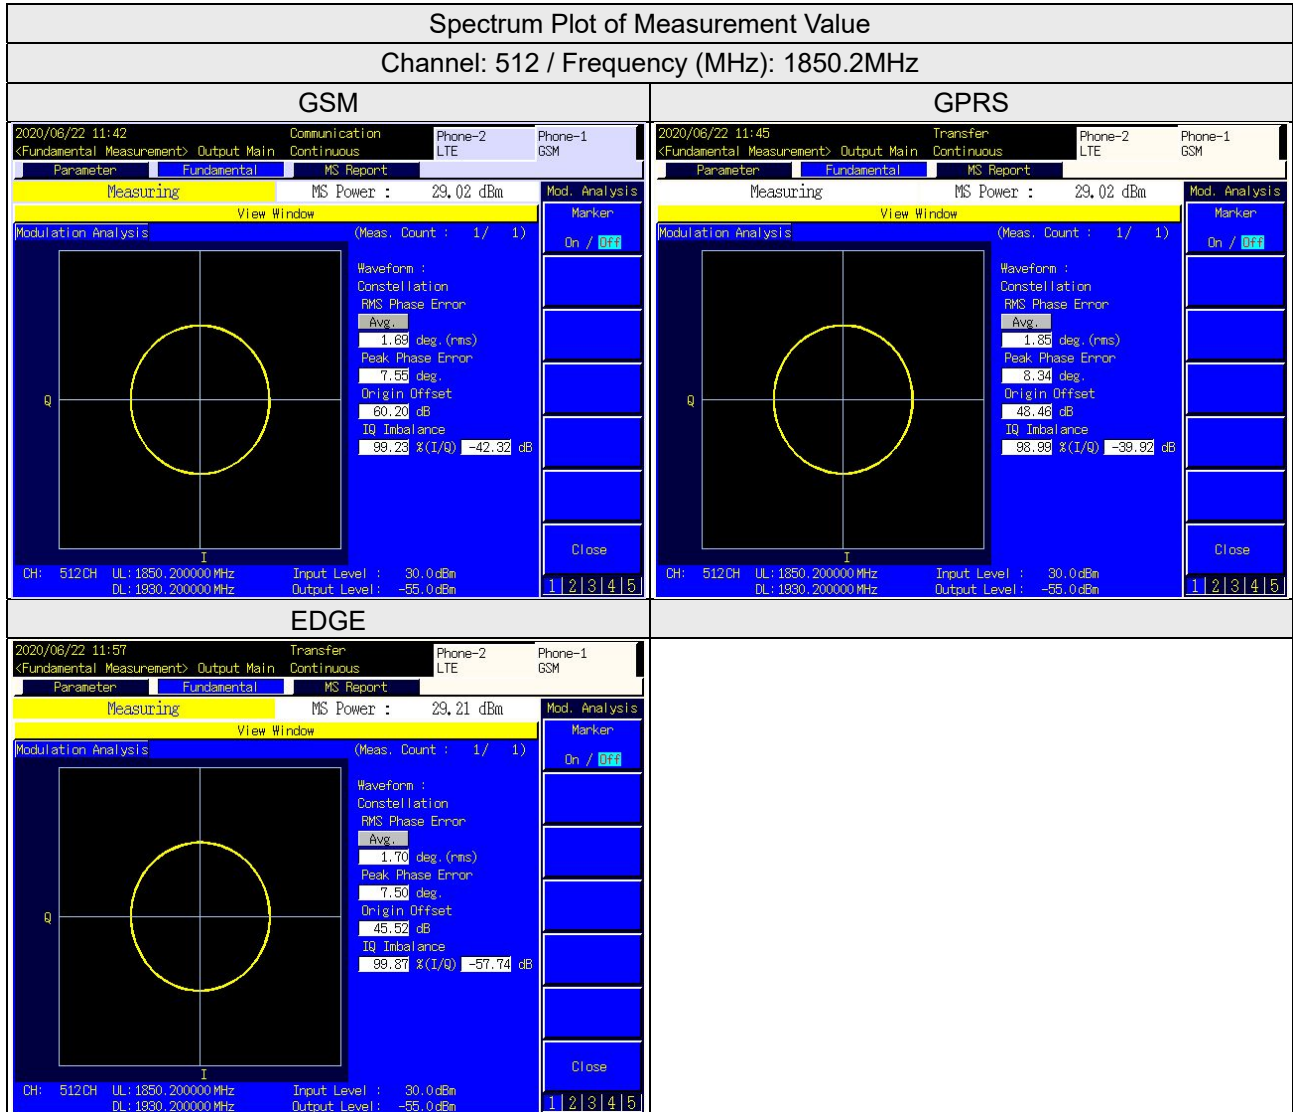 Spectrum Plot of Measurement Value
Channel: 512 / Frequency (MHz): 1850.2MHz
GSM
2020/06/22 11:42 Communication Phone-2 Phone-1
<Fundamental Measurement> Output Main Continuous LTE GSM
Parameter Fundamental MS Report
Measuring MS Power : 29.02 dBm Mod. Analysis
View Window Marker
Modulation Analysis (Meas. Count : 1/ 1) On / Off
Waveform :
Constellation
RMS Phase Error
Avg.
1.69 deg.(rms)
Peak Phase Error
7.55 deg.
Origin Offset
Q
60.20 dB
IQ Imbalance
99.23 %(I/Q) -42.32 dB
I
Close
CH: 512CH UL:1850.200000MHz Input Level : 30.0dBm
DL:1930.200000MHz Output Level: -55.0dBm 1|2|3|4|5
GPRS
2020/06/22 11:45 Transfer Phone-2 Phone-1
<Fundamental Measurement> Output Main Continuous LTE GSM
Parameter Fundamental MS Report
Measuring MS Power : 29.02 dBm Mod. Analysis
View Window Marker
Modulation Analysis (Meas. Count : 1/ 1) On / Off
Waveform :
Constellation
RMS Phase Error
Avg.
1.85 deg.(rms)
Peak Phase Error
8.34 deg.
Origin Offset
Q
48.46 dB
IQ Imbalance
98.99 %(I/Q) -39.92 dB
I
Close
CH: 512CH UL:1850.200000MHz Input Level : 30.0dBm
DL:1930.200000MHz Output Level: -55.0dBm 1|2|3|4|5
EDGE
2020/06/22 11:57 Transfer Phone-2 Phone-1
<Fundamental Measurement> Output Main Continuous LTE GSM
Parameter Fundamental MS Report
Measuring MS Power : 29.21 dBm Mod. Analysis
View Window Marker
Modulation Analysis (Meas. Count : 1/ 1) On / Off
Waveform :
Constellation
RMS Phase Error
Avg.
1.70 deg.(rms)
Peak Phase Error
7.50 deg.
Origin Offset
Q
45.52 dB
IQ Imbalance
99.87 %(I/Q) -57.74 dB
I
Close
CH: 512CH UL:1850.200000MHz Input Level : 30.0dBm
DL:1930.200000MHz Output Level: -55.0dBm 1|2|3|4|5